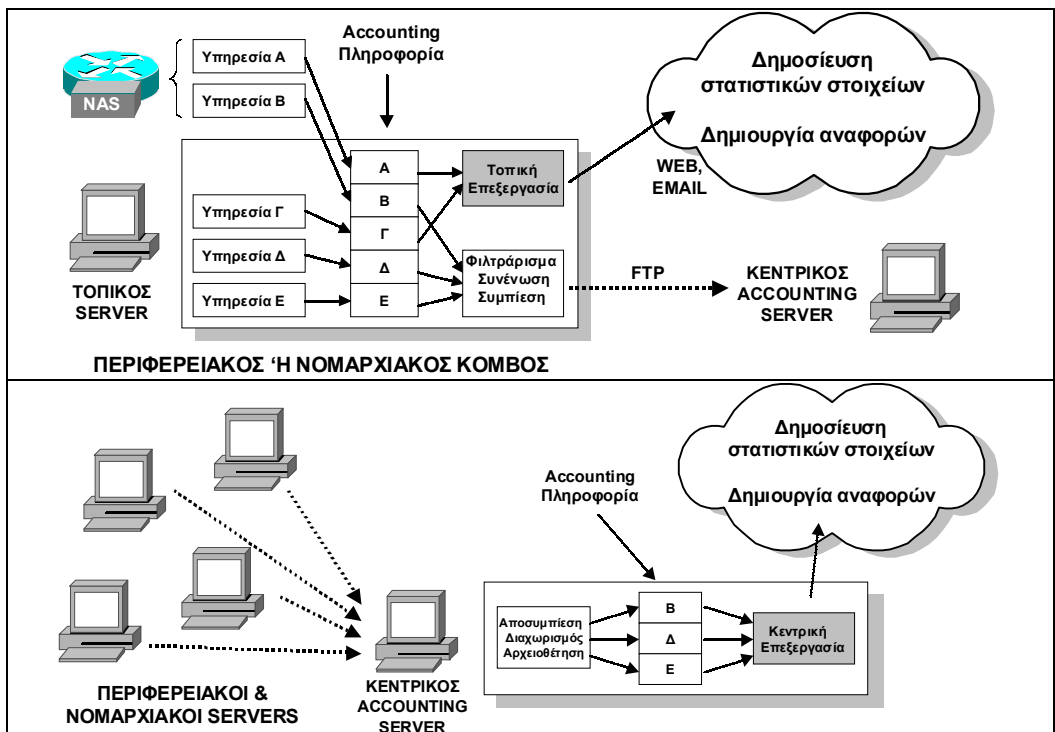 Accounting
Πληροφορία
NAS
Υπηρεσία Α
Υπηρεσία Β
Δημοσίευση
στατιστικών στοιχείων
Δημιουργία αναφορών
WEB,
EMAIL
Α
Β
Γ
Δ
Ε
Τοπική
Επεξεργασία
Υπηρεσία Γ
Υπηρεσία Δ
Υπηρεσία Ε
Φιλτράρισμα
Συνένωση
Συμπίεση
FTP
ΤΟΠΙΚΟΣ
SERVER
ΚΕΝΤΡΙΚΟΣ
ACCOUNTING
SERVER
ΠΕΡΙΦΕΡΕΙΑΚΟΣ ‘Η ΝΟΜΑΡΧΙΑΚΟΣ ΚΟΜΒΟΣ
Δημοσίευση
στατιστικών στοιχείων
Δημιουργία αναφορών
Accounting
Πληροφορία
Αποσυμπίεση
Διαχωρισμός
Αρχειοθέτηση
Β
Δ
Ε
Κεντρική
Επεξεργασία
ΠΕΡΙΦΕΡΕΙΑΚΟΙ &
ΝΟΜΑΡΧΙΑΚΟΙ SERVERS
ΚΕΝΤΡΙΚΟΣ
ACCOUNTING
SERVER